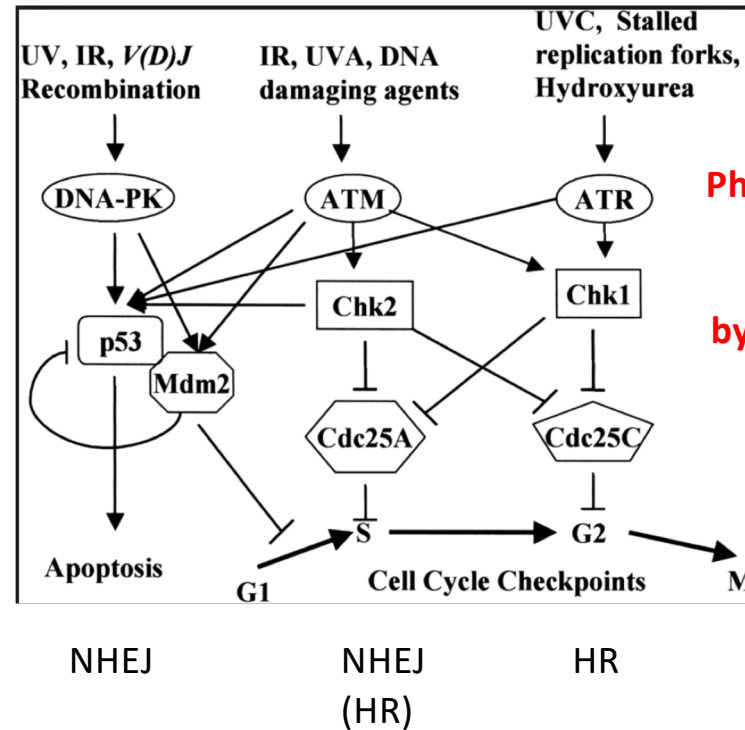 UV, IR, V(D)J
Recombination
IR, UVA, DNA
damaging agents
UVC, Stalled
replication forks,
Hydroxyurea
DNA-PK
ATM
ATR
Ph
Chk2
Chk1
by
p53
Mdm2
Cdc25A
Cdc25C
S
G2
Apoptosis
G1
Cell Cycle Checkpoints
M
NHEJ
NHEJ
(HR)
HR